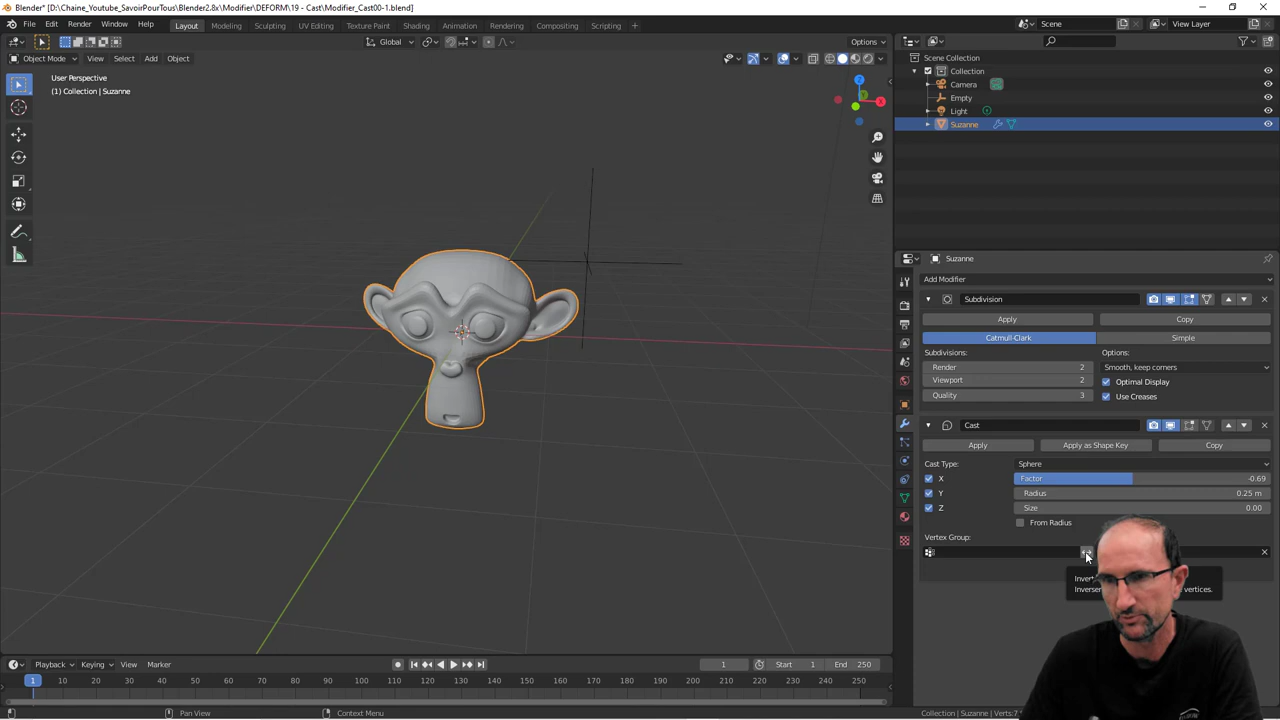 Blender* [D:\Chaine_Youtube_SavoirPourTous\Blender2.8x\Modifier\DEFORM\19 - Cast\Modifier_Cast00-1.blend]
File Edit Render Window Help Layout Modeling Sculpting UV Editing Texture Paint Shading Animation Rendering Compositing Scripting Scene View Layer
Global Options
Object Mode View Select Add Object
User Perspective
(1) Collection | Suzanne
Z
X
Scene Collection
Collection
Camera
Empty
Light
Suzanne
Suzanne
Add Modifier
Subdivision
Apply Copy
Catmull-Clark Simple
Subdivisions: Options:
Render 2 Smooth, keep corners
Viewport 2 Optimal Display
Quality 3 Use Creases
Cast
Apply Apply as Shape Key Copy
Cast Type: Sphere
X Factor -0.69
Y Radius 0.25 m
Z Size 0.00
From Radius
Vertex Group:
vertices.
Playback Keying View Marker 1 Start 1 End 250
1 10 20 30 40 50 60 70 80 90 100 110 120 130 140 150 160 170 180 190 200 210 220 230 240 250
Pan View Context Menu Collection | Suzanne | Verts:7